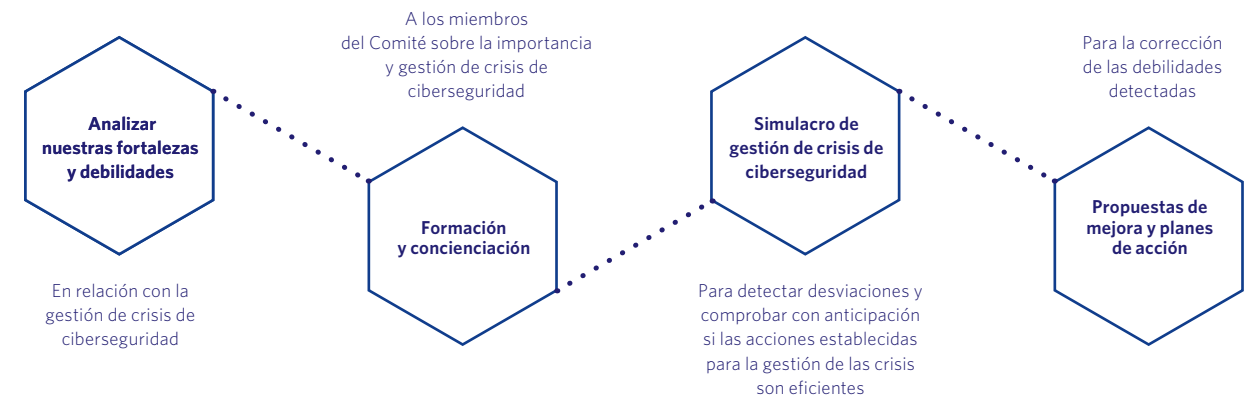 Analizar
nuestras fortalezas
y debilidades
En relación con la
gestión de crisis de
ciberseguridad
A los miembros
del Comité sobre la importancia
y gestión de crisis de
ciberseguridad
Formación
y concienciación
Simulacro de
gestión de crisis de
ciberseguridad
Para detectar desviaciones y
comprobar con anticipación
si las acciones establecidas
para la gestión de las crisis
son eficientes
Para la corrección
de las debilidades
detectadas
Propuestas de
mejora y planes
de acción